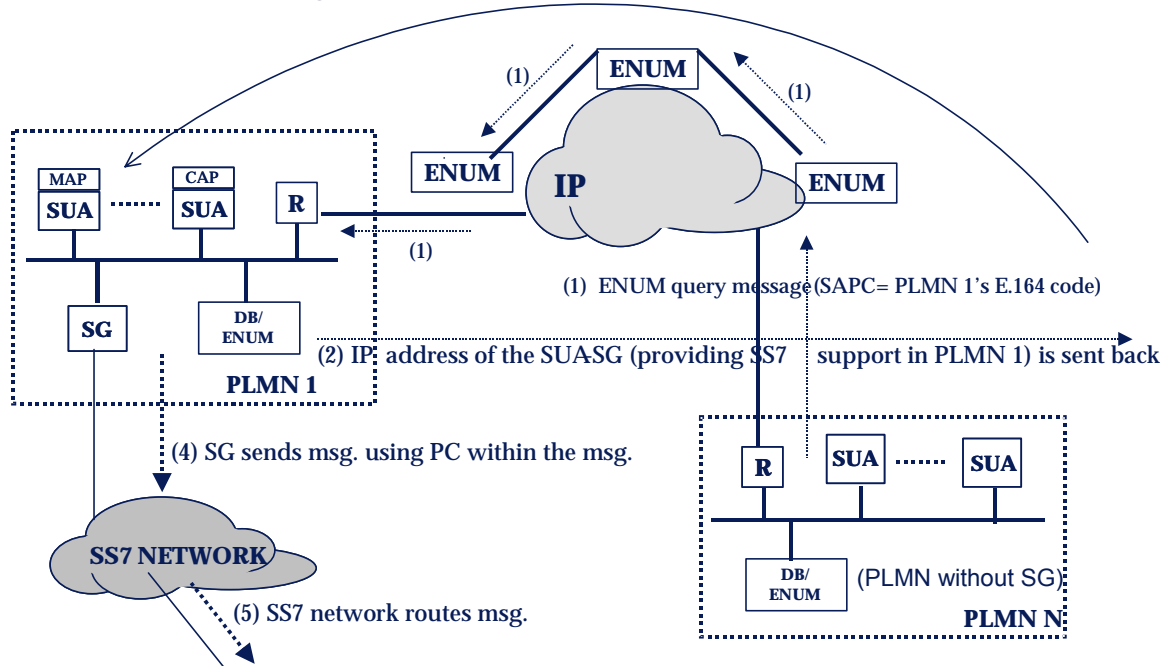 ENUM
(1)
(1)
ENUM
ENUM
IP
MAP
CAP
SUA
SUA
R
(1)
(1) ENUM query message (SAPC= PLMN 1's E.164 code)
SG
DB/
ENUM
(2) IP address of the SUA-SG (providing SS7 support in PLMN 1) is sent back
PLMN 1
(4) SG sends msg. using PC within the msg.
R
SUA
SUA
SS7 NETWORK
DB/
ENUM
(PLMN without SG)
(5) SS7 network routes msg.
PLMN N